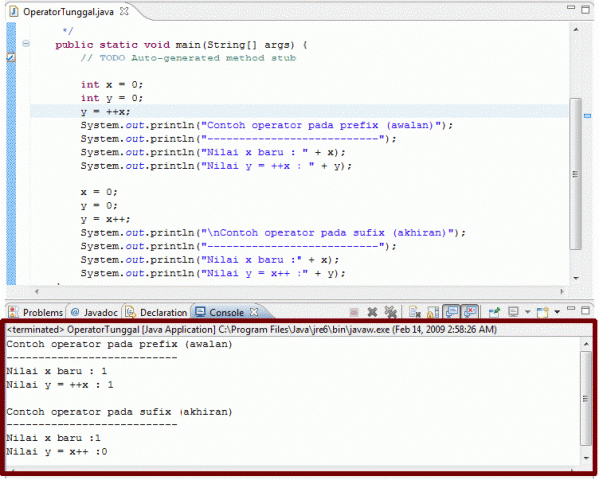 OperatorTunggal.java
*/
public static void main(String[] args) {
// TODO Auto-generated method stub
int x = 0;
int y = 0;
y = ++x;
System.out.println("Contoh operator pada prefix (awalan)");
System.out.println("---------------------------");
System.out.println("Nilai x baru : " + x);
System.out.println("Nilai y = ++x : " + y);
x = 0;
y = 0;
y = x++;
System.out.println("\nContoh operator pada sufix (akhiran)");
System.out.println("---------------------------");
System.out.println("Nilai x baru :" + x);
System.out.println("Nilai y = x++ :" + y);
Problems @ Javadoc Declaration Console
<terminated> OperatorTunggal [Java Application] C:\Program Files\Java\jre6\bin\javaw.exe (Feb 14, 2009 2:58:26 AM)
Contoh operator pada prefix (awalan)
---------------------------
Nilai x baru : 1
Nilai y = ++x : 1
Contoh operator pada sufix (akhiran)
---------------------------
Nilai x baru :1
Nilai y = x++ :0